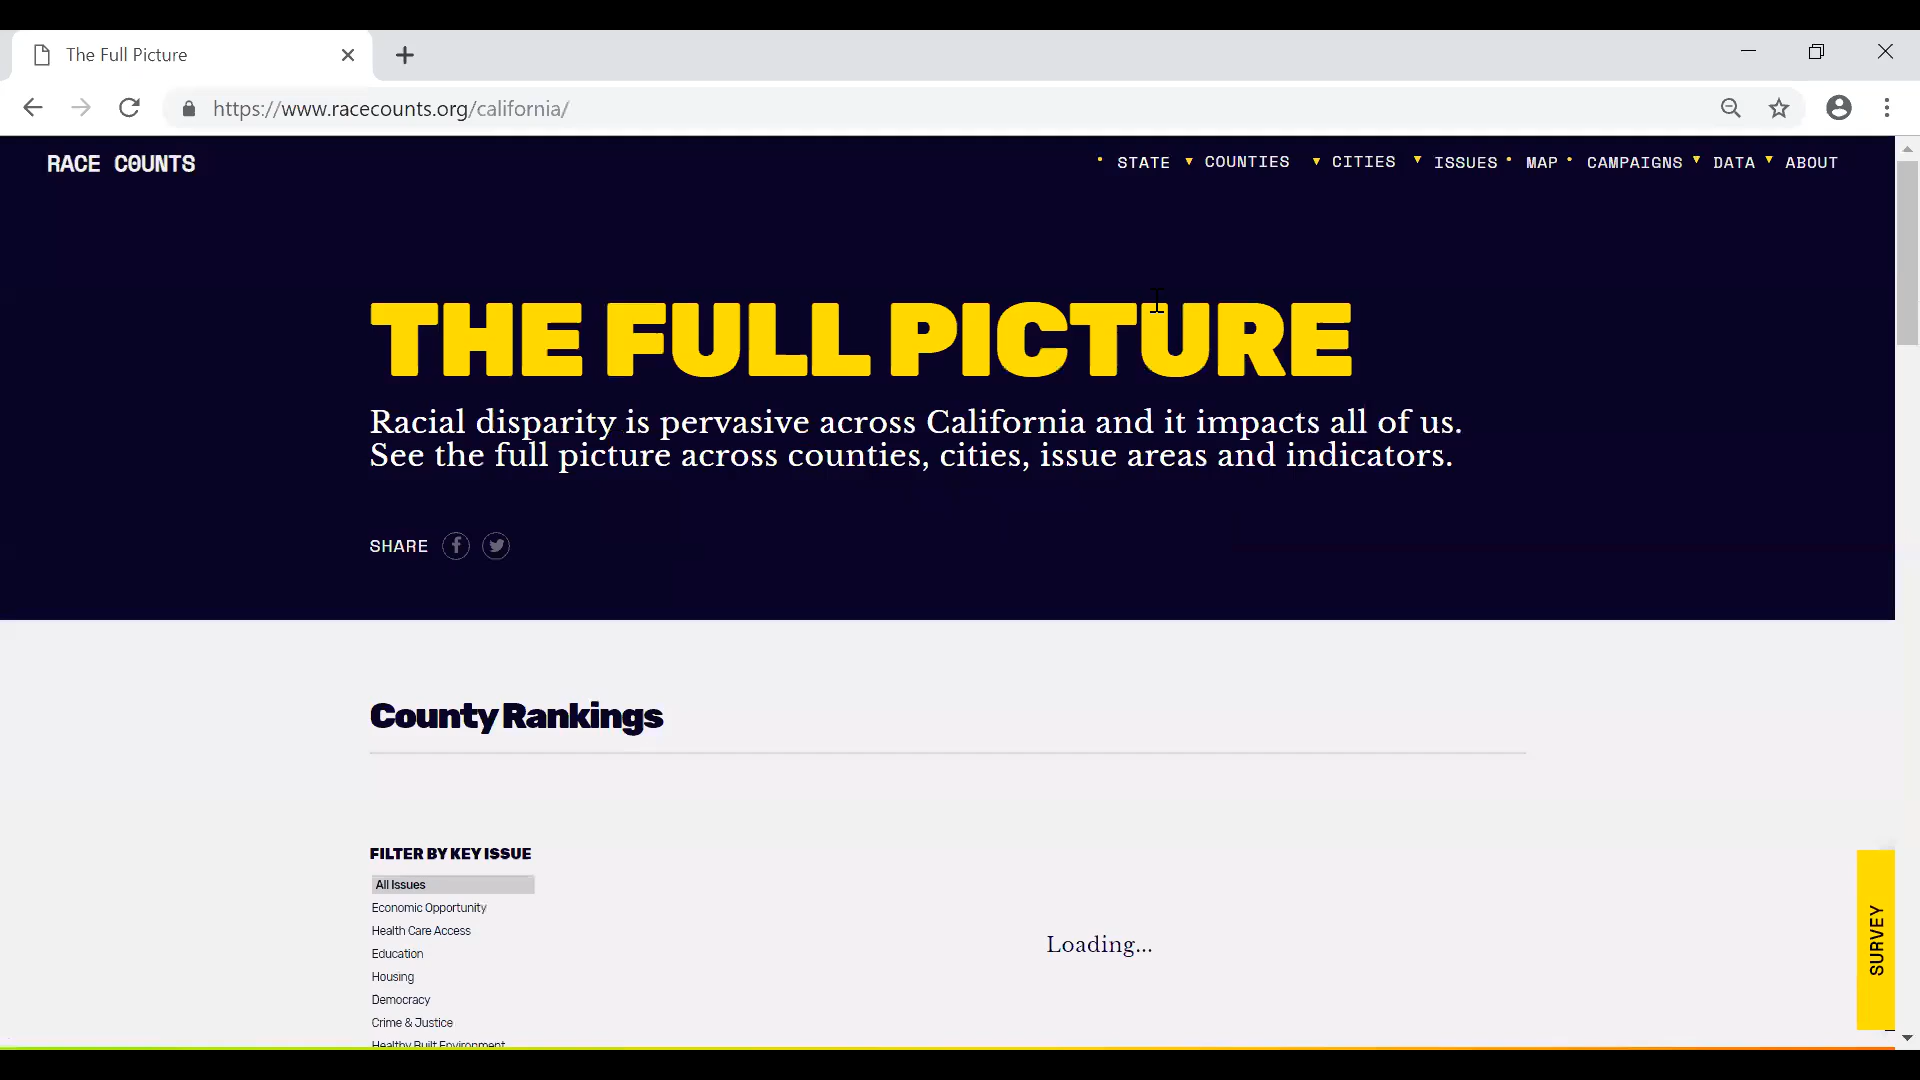 The Full Picture
https://www.racecounts.org/california/
RACE COUNTS
STATE COUNTIES CITIES ISSUES MAP CAMPAIGNS DATA ABOUT
THE FULL PICTURE
Racial disparity is pervasive across California and it impacts all of us.
See the full picture across counties, cities, issue areas and indicators.
SHARE
County Rankings
FILTER BY KEY ISSUE
All Issues
Economic Opportunity
Health Care Access
Education
Housing
Democracy
Crime & Justice
Healthy Built Environment
Loading...
SURVEY